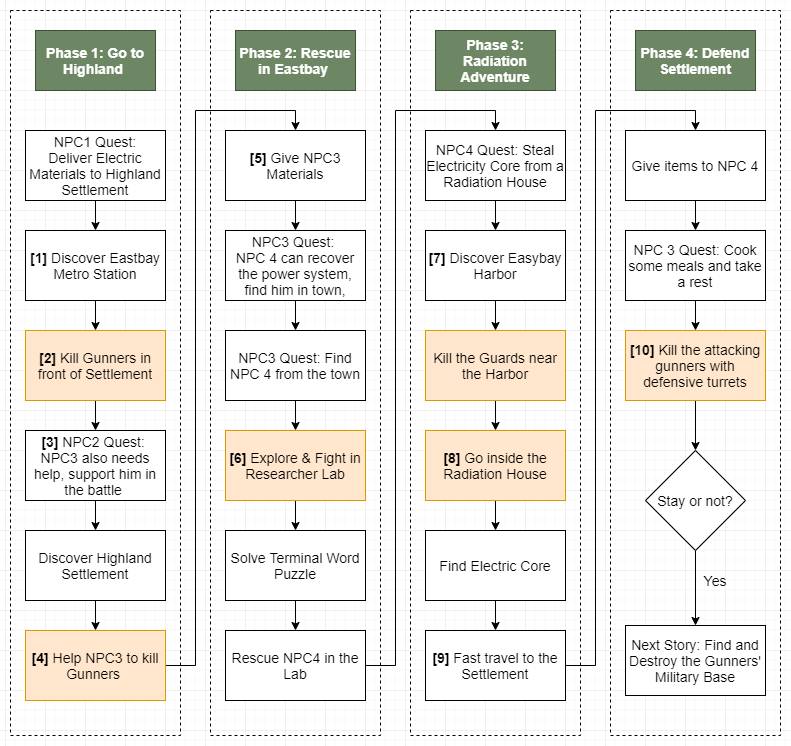 Phase 1: Go to
Highland
NPC1 Quest:
Deliver Electric
Materials to Highland
Settlement
[1] Discover Eastbay
Metro Station
[2] Kill Gunners in
front of Settlement
[3] NPC2 Quest:
NPC3 also needs
help, support him in
the battle
Discover Highland
Settlement
[4] Help NPC3 to kill
Gunners
Phase 2: Rescue
in Eastbay
[5] Give NPC3
Materials
NPC3 Quest:
NPC 4 can recover
the power system,
find him in town,
NPC3 Quest: Find
NPC 4 from the town
[6] Explore & Fight in
Researcher Lab
Solve Terminal Word
Puzzle
Rescue NPC4 in the
Lab
Phase 3:
Radiation
Adventure
NPC4 Quest: Steal
Electricity Core from a
Radiation House
[7] Discover Easybay
Harbor
Kill the Guards near
the Harbor
[8] Go inside the
Radiation House
Find Electric Core
[9] Fast travel to the
Settlement
Phase 4: Defend
Settlement
Give items to NPC 4
NPC 3 Quest: Cook
some meals and take
a rest
[10] Kill the attacking
gunners with
defensive turrets
Stay or not?
Yes
Next Story: Find and
Destroy the Gunners'
Military Base